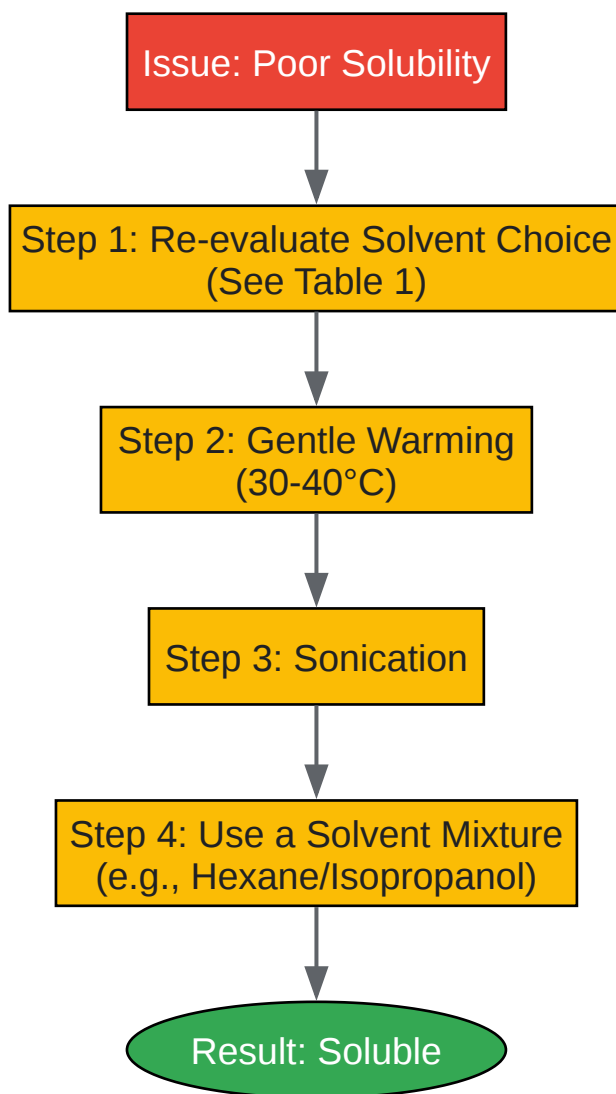 Issue: Poor Solubility
Step 1: Re-evaluate Solvent Choice
(See Table 1)
Step 2: Gentle Warming
(30-40°C)
Step 3: Sonication
Step 4: Use a Solvent Mixture
(e.g., Hexane/Isopropanol)
Result: Soluble